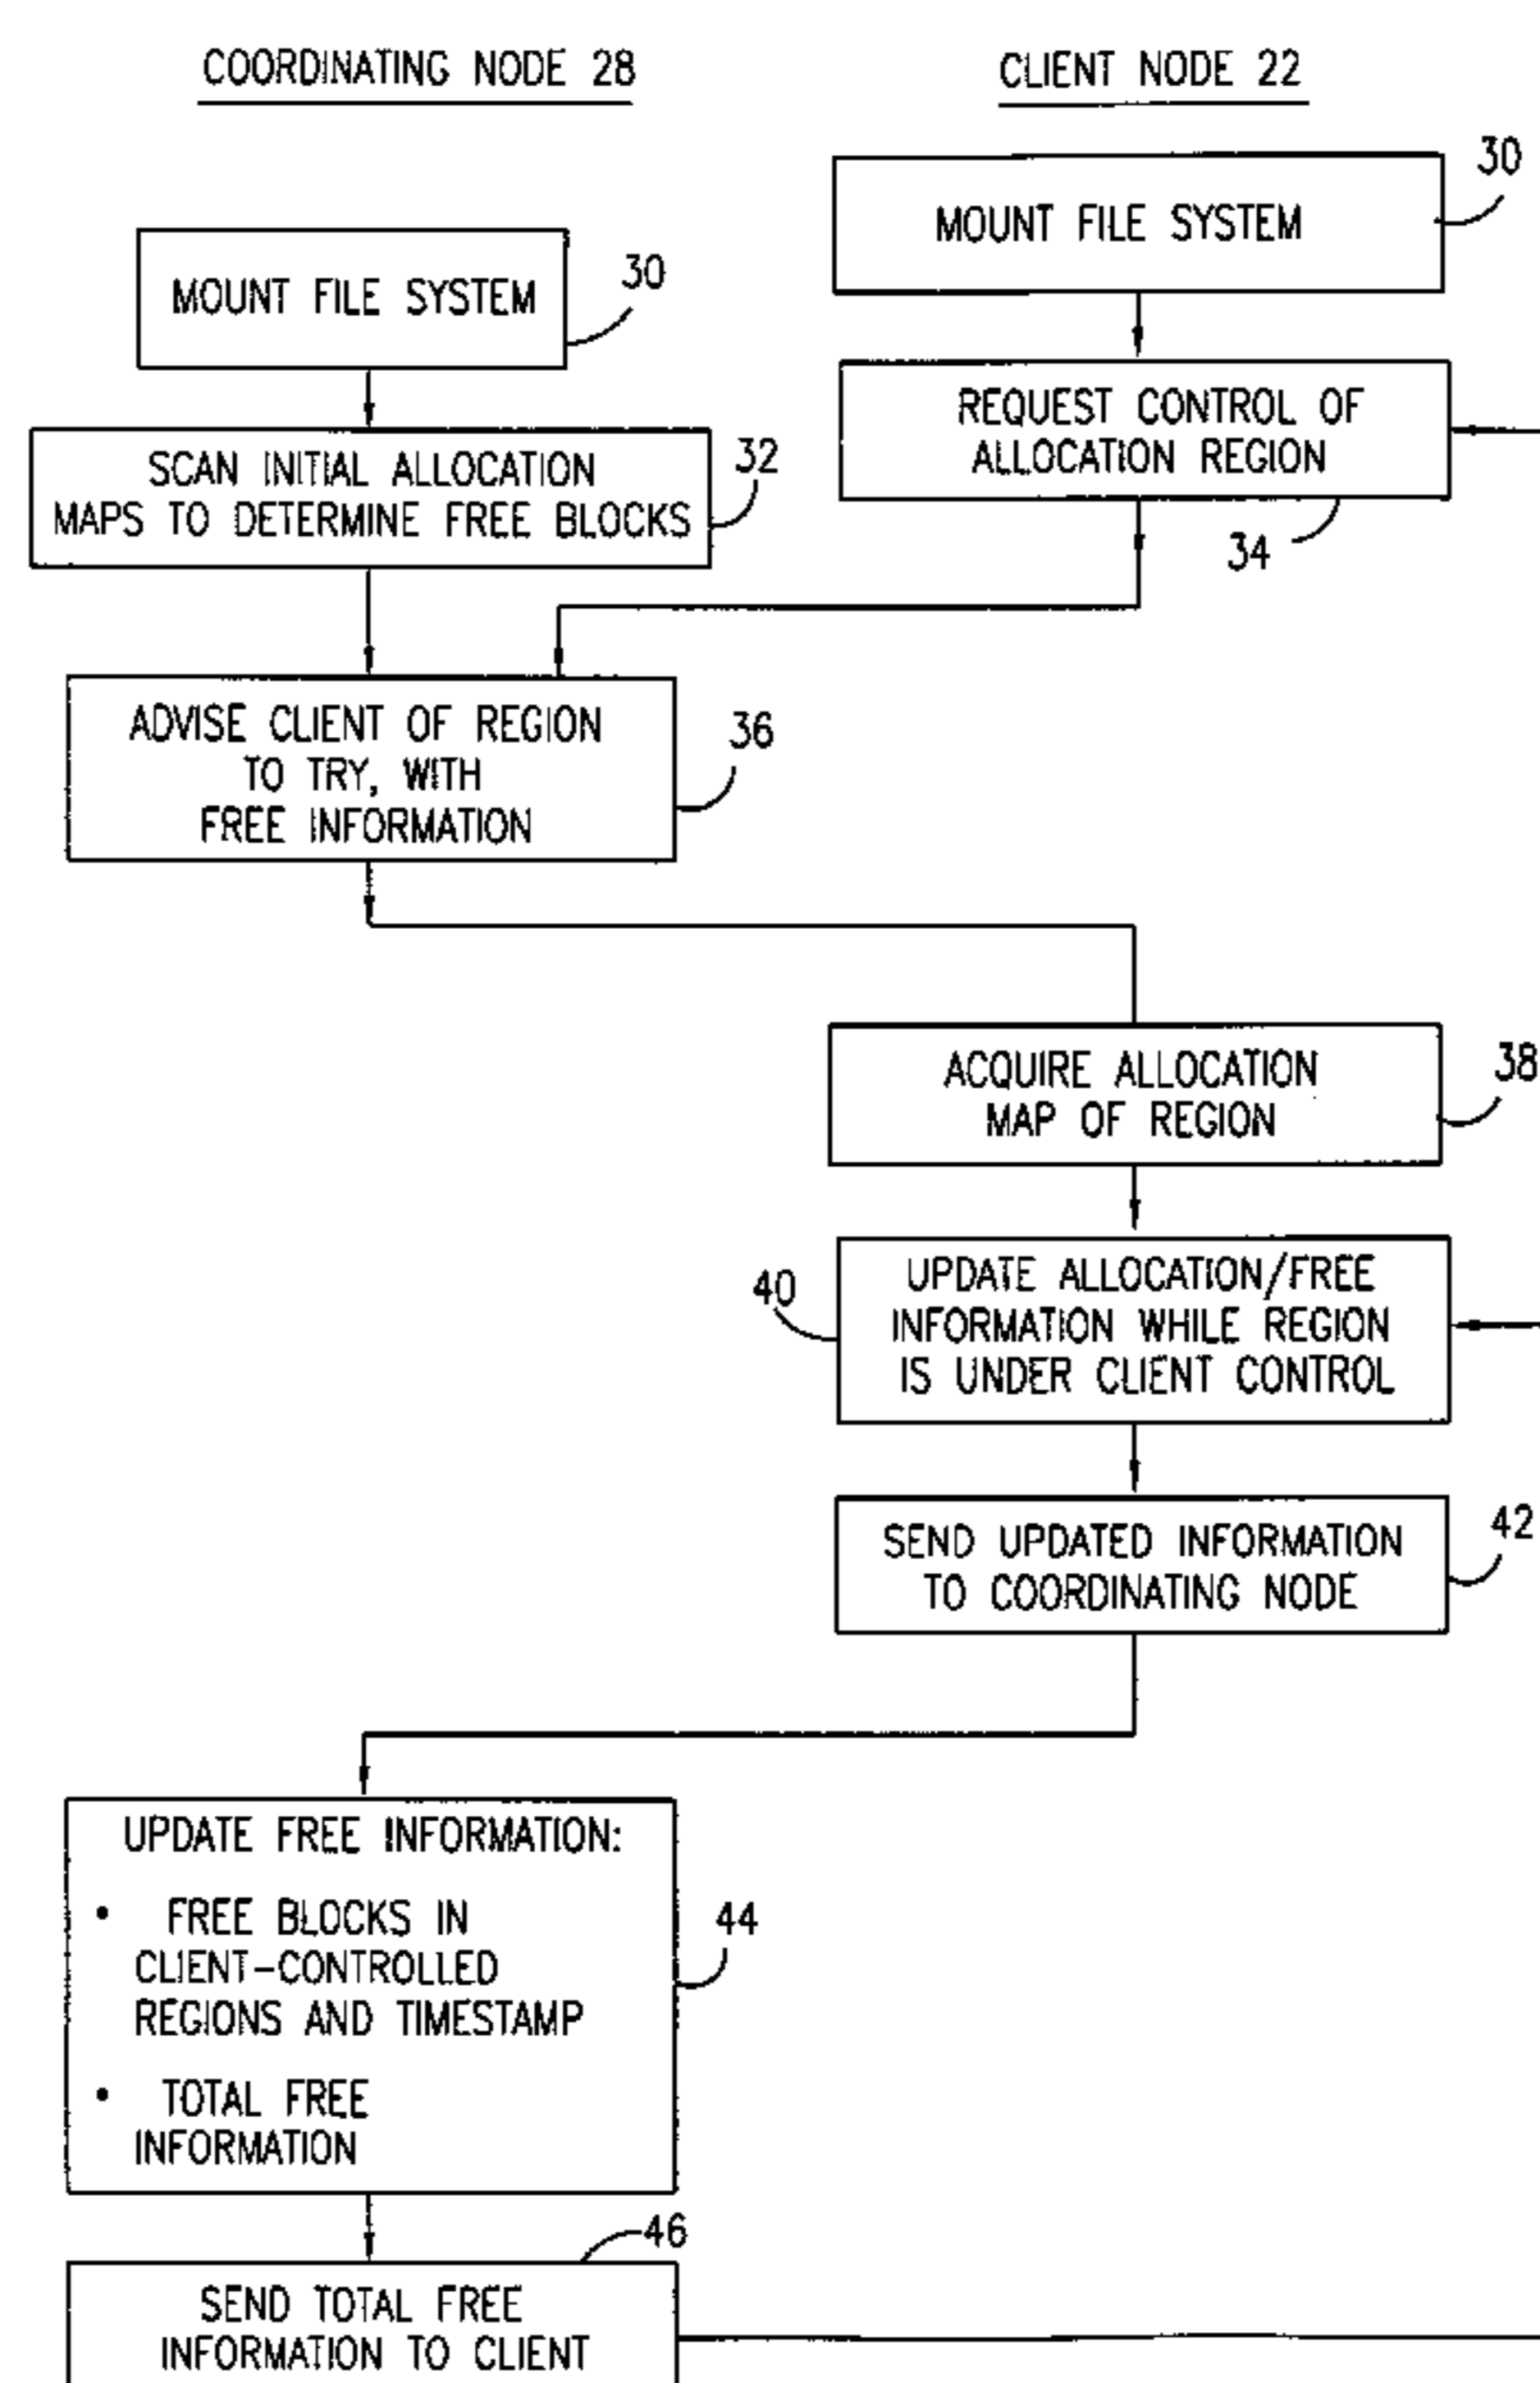 COORDINATING NODE 28
CLIENT NODE 22
MOUNT FILE SYSTEM
30
MOUNT FILE SYSTEM
30
SCAN INITIAL ALLOCATION
MAPS TO DETERMINE FREE BLOCKS
32
REQUEST CONTROL OF
ALLOCATION REGION
34
ADVISE CLIENT OF REGION
TO TRY, WITH
FREE INFORMATION
36
ACQUIRE ALLOCATION
MAP OF REGION
38
UPDATE ALLOCATION/FREE
INFORMATION WHILE REGION
IS UNDER CLIENT CONTROL
40
SEND UPDATED INFORMATION
TO COORDINATING NODE
42
UPDATE FREE INFORMATION:
• FREE BLOCKS IN
CLIENT-CONTROLLED
REGIONS AND TIMESTAMP
• TOTAL FREE
INFORMATION
44
46
SEND TOTAL FREE
INFORMATION TO CLIENT